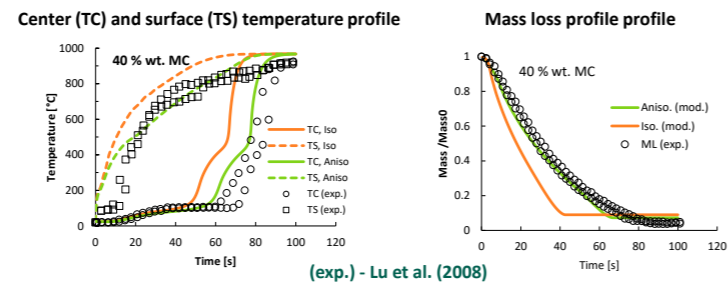 Center (TC) and surface (TS) temperature profile
1000
800
600
400
200
0
Temperature [°C]
40 % wt. MC
TC, Iso
TS, Iso
TC, Aniso
TS, Aniso
TC (exp.)
TS (exp.)
0 20 40 60 80 100 120
Time [s]
Mass loss profile profile
1
0.8
0.6
0.4
0.2
0
Mass /Mass0
40 % wt. MC
Aniso. (mod.)
Iso. (mod.)
ML (exp.)
0 20 40 60 80 100 120
Time [s]
(exp.) - Lu et al. (2008)